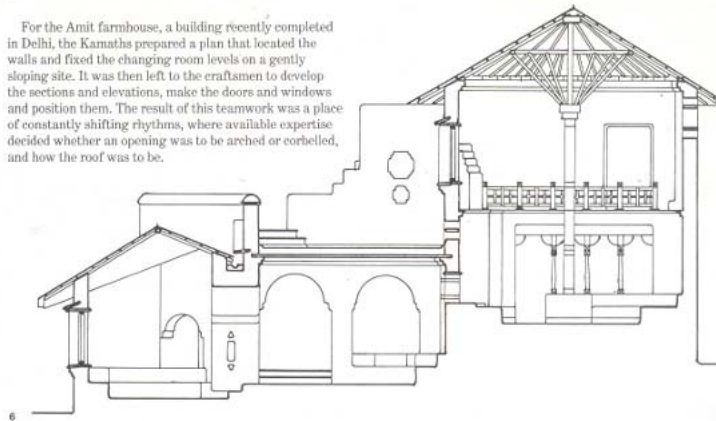 For the Amit farmhouse, a building recently completed
in Delhi, the Kamaths prepared a plan that located the
walls and fixed the changing room levels on a gently
sloping site. It was then left to the craftsmen to develop
the sections and elevations, make the doors and windows
and position them. The result of this teamwork was a place
of constantly shifting rhythms, where available expertise
decided whether an opening was to be arched or corbelled,
and how the roof was to be.
6